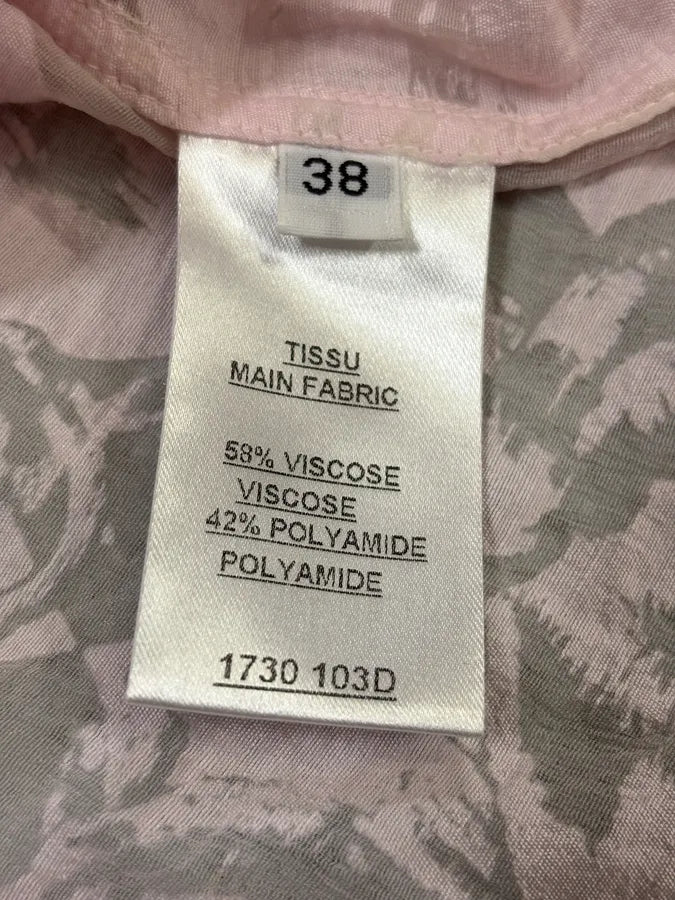 38
TISSU
MAIN FABRIC
58% VISCOSE
VISCOSE
42% POLYAMIDE
POLYAMIDE
1730 103D